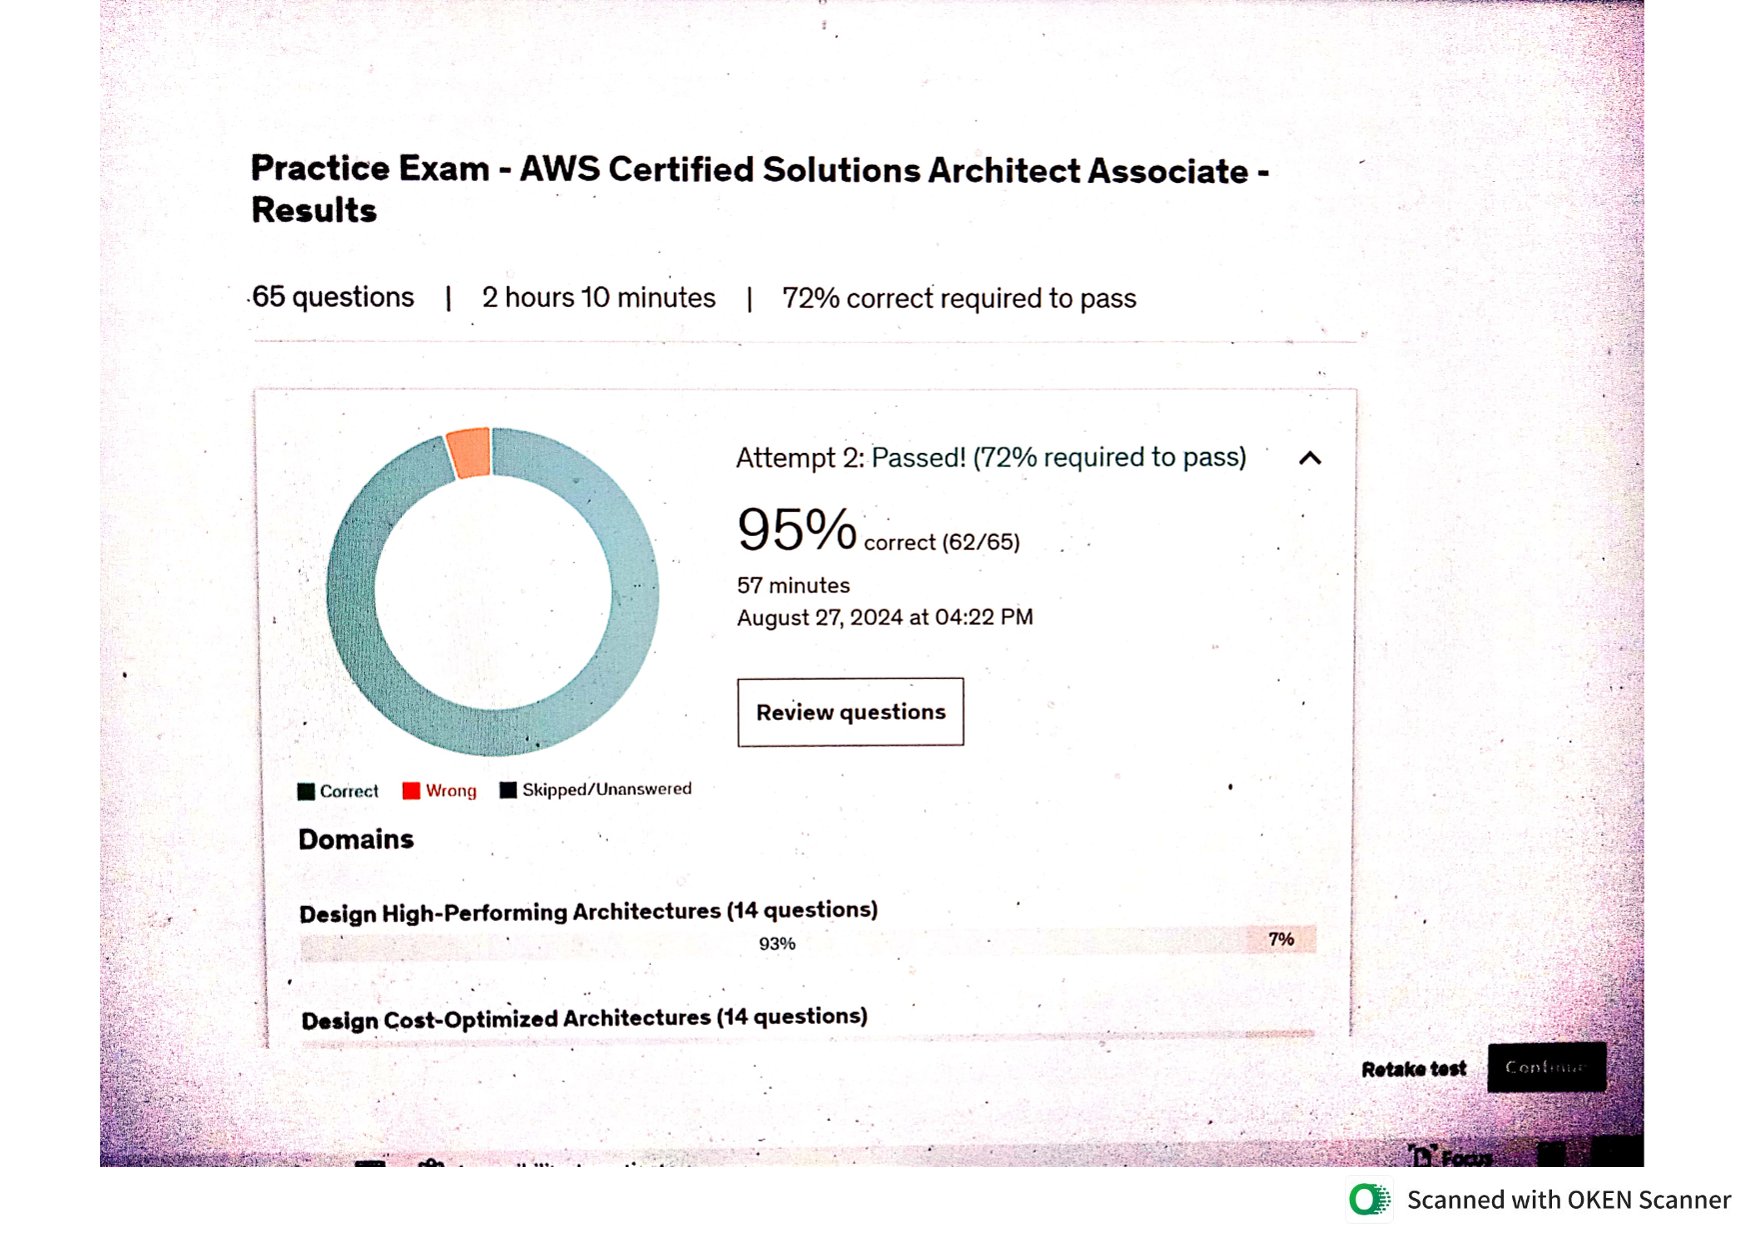 Practice Exam - AWS Certified Solutions Architect Associate -
Results
65 questions | 2 hours 10 minutes | 72% correct required to pass
Attempt 2: Passed! (72% required to pass)
95% correct (62/65)
57 minutes
August 27, 2024 at 04:22 PM
Review questions
Correct Wrong Skipped/Unanswered
Domains
Design High-Performing Architectures (14 questions)
93% 7%
Design Cost-Optimized Architectures (14 questions)
Retake test Continue
Focus
Scanned with OKEN Scanner